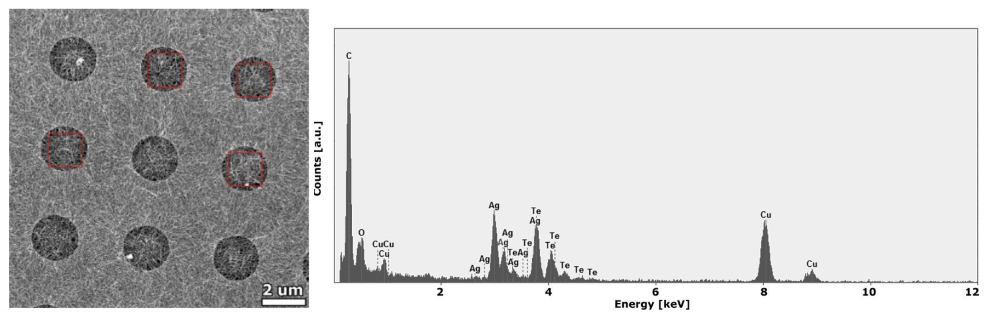 2 um
Counts [a.u.]
C
O
CuCu
Cu
Ag
Ag
Ag
Ag
Ag
TeAg
Ag
Te
Te
Ag
Te
Te
Te
Te
Te
Cu
Cu
2 4 6 8 10 12
Energy [keV]